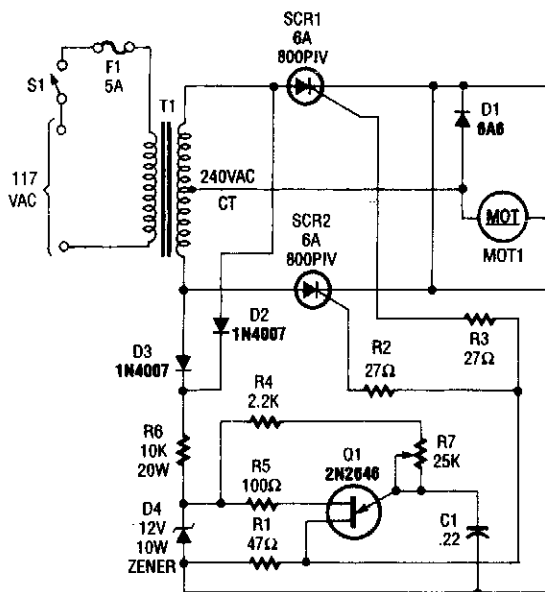 SCR1
6A
800PIV
F1
5A
S1
T1
D1
6A6
117
VAC
240VAC
CT
SCR2
6A
800PIV
MOT
MOT1
D2
1N4007
D3
1N4007
R3
27Ω
R2
27Ω
R4
2.2K
R6
10K
20W
R7
25K
Q1
2N2646
R5
100Ω
D4
12V
10W
ZENER
R1
47Ω
C1
.22